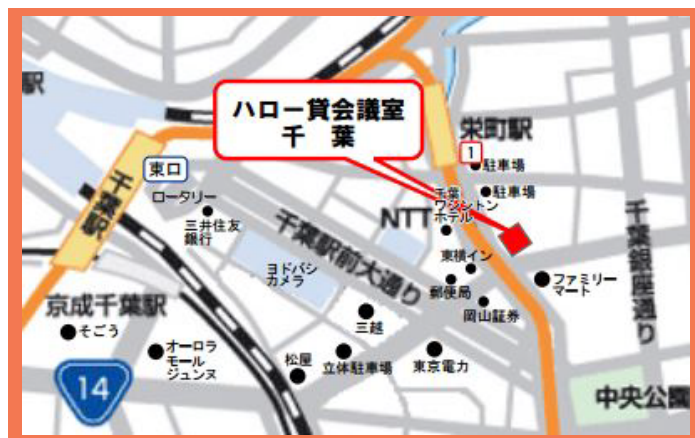 駅
ハロー貸会議室
千　葉
栄町駅
1
駐車場
駐車場
東口
千葉駅
ロータリー
三井住友
銀行
千葉
ワシントン
ホテル
NTT
千葉駅前大通り
ヨドバシ
カメラ
東横イン
郵便局
岡山証券
ファミリー
マート
千葉銀座通り
京成千葉駅
そごう
オーロラ
モール
ジュンヌ
三越
松屋
立体駐車場
東京電力
14
中央公園